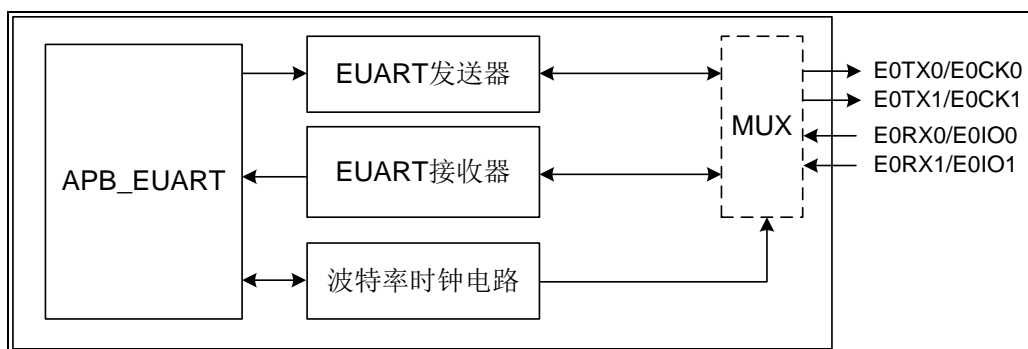 EUART发送器
E0TX0/E0CK0
E0TX1/E0CK1
MUX
E0RX0/E0IO0
APB_EUART
EUART接收器
E0RX1/E0IO1
波特率时钟电路